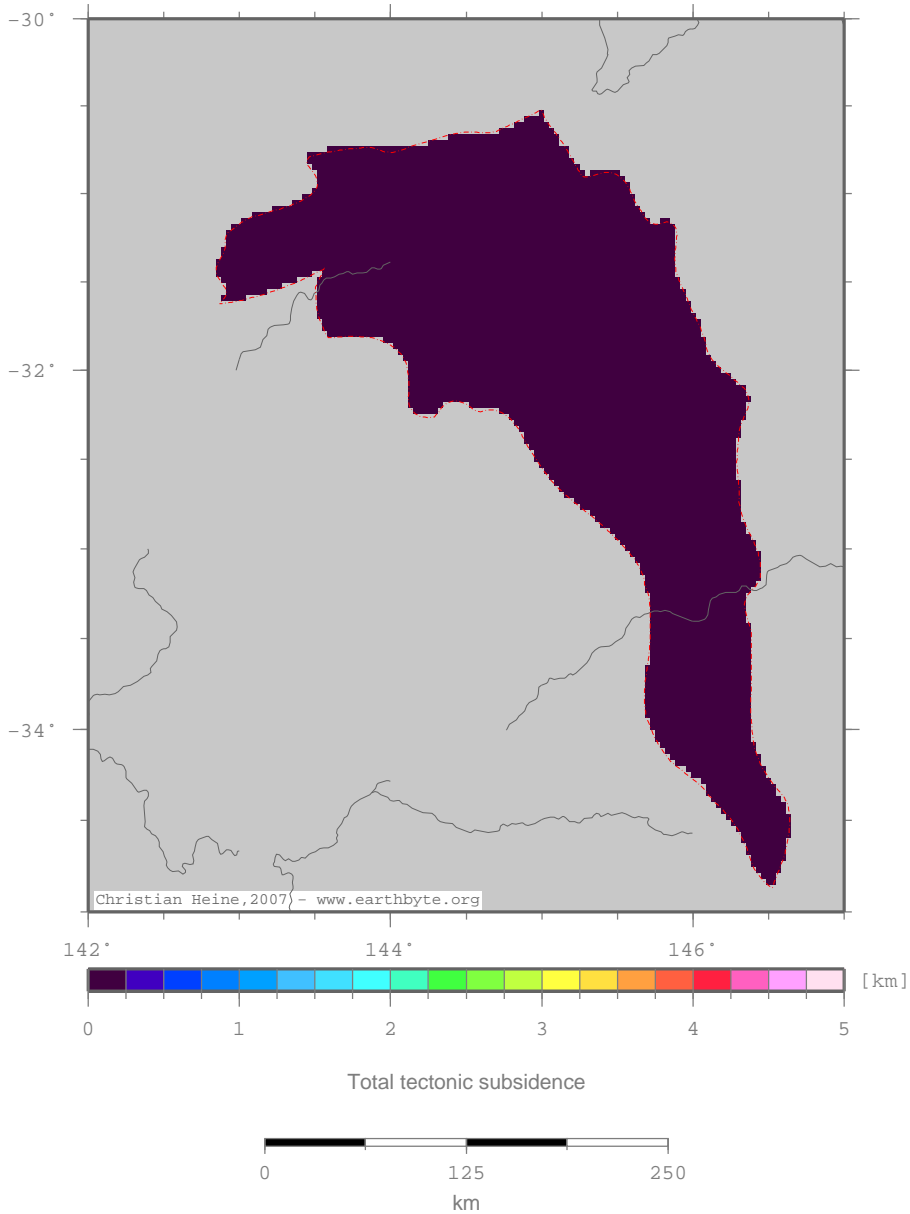 −30°
−32°
−34°
Christian Heine,2007 - www.earthbyte.org
142° 144° 146°
[km]
0 1 2 3 4 5
Total tectonic subsidence
0 125 250
km